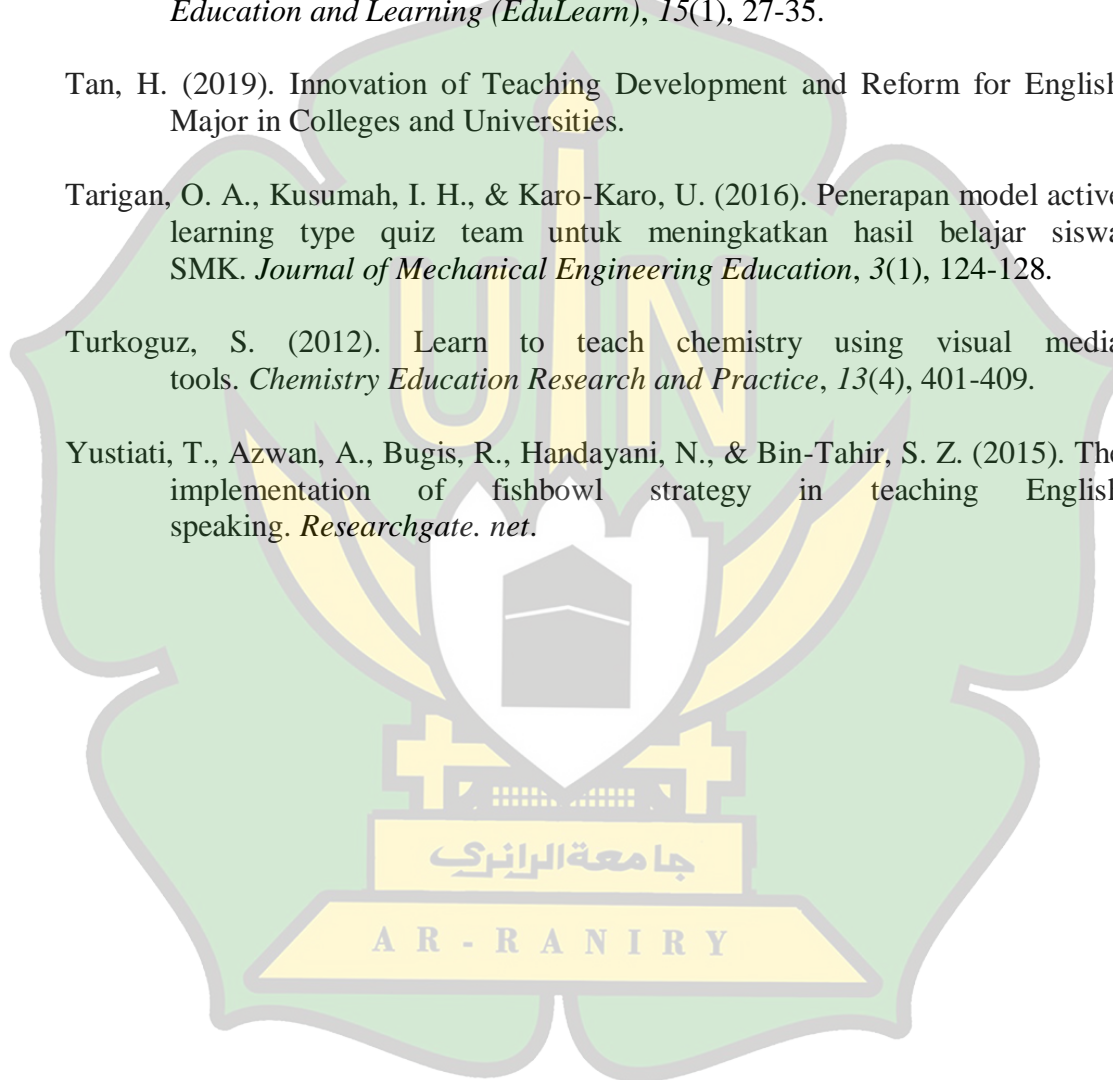 Education and Learning (EduLearn), 15(1), 27-35.
Tan, H. (2019). Innovation of Teaching Development and Reform for English
Major in Colleges and Universities.
Tarigan, O. A., Kusumah, I. H., & Karo-Karo, U. (2016). Penerapan model active
learning type quiz team untuk meningkatkan hasil belajar siswa
SMK. Journal of Mechanical Engineering Education, 3(1), 124-128.
Turkoguz, S. (2012). Learn to teach chemistry using visual media
tools. Chemistry Education Research and Practice, 13(4), 401-409.
UIN
Yustiati, T., Azwan, A., Bugis, R., Handayani, N., & Bin-Tahir, S. Z. (2015). The
implementation of fishbowl strategy in teaching English
speaking. Researchgate. net.
جامعة الرانري
AR-RANIRY